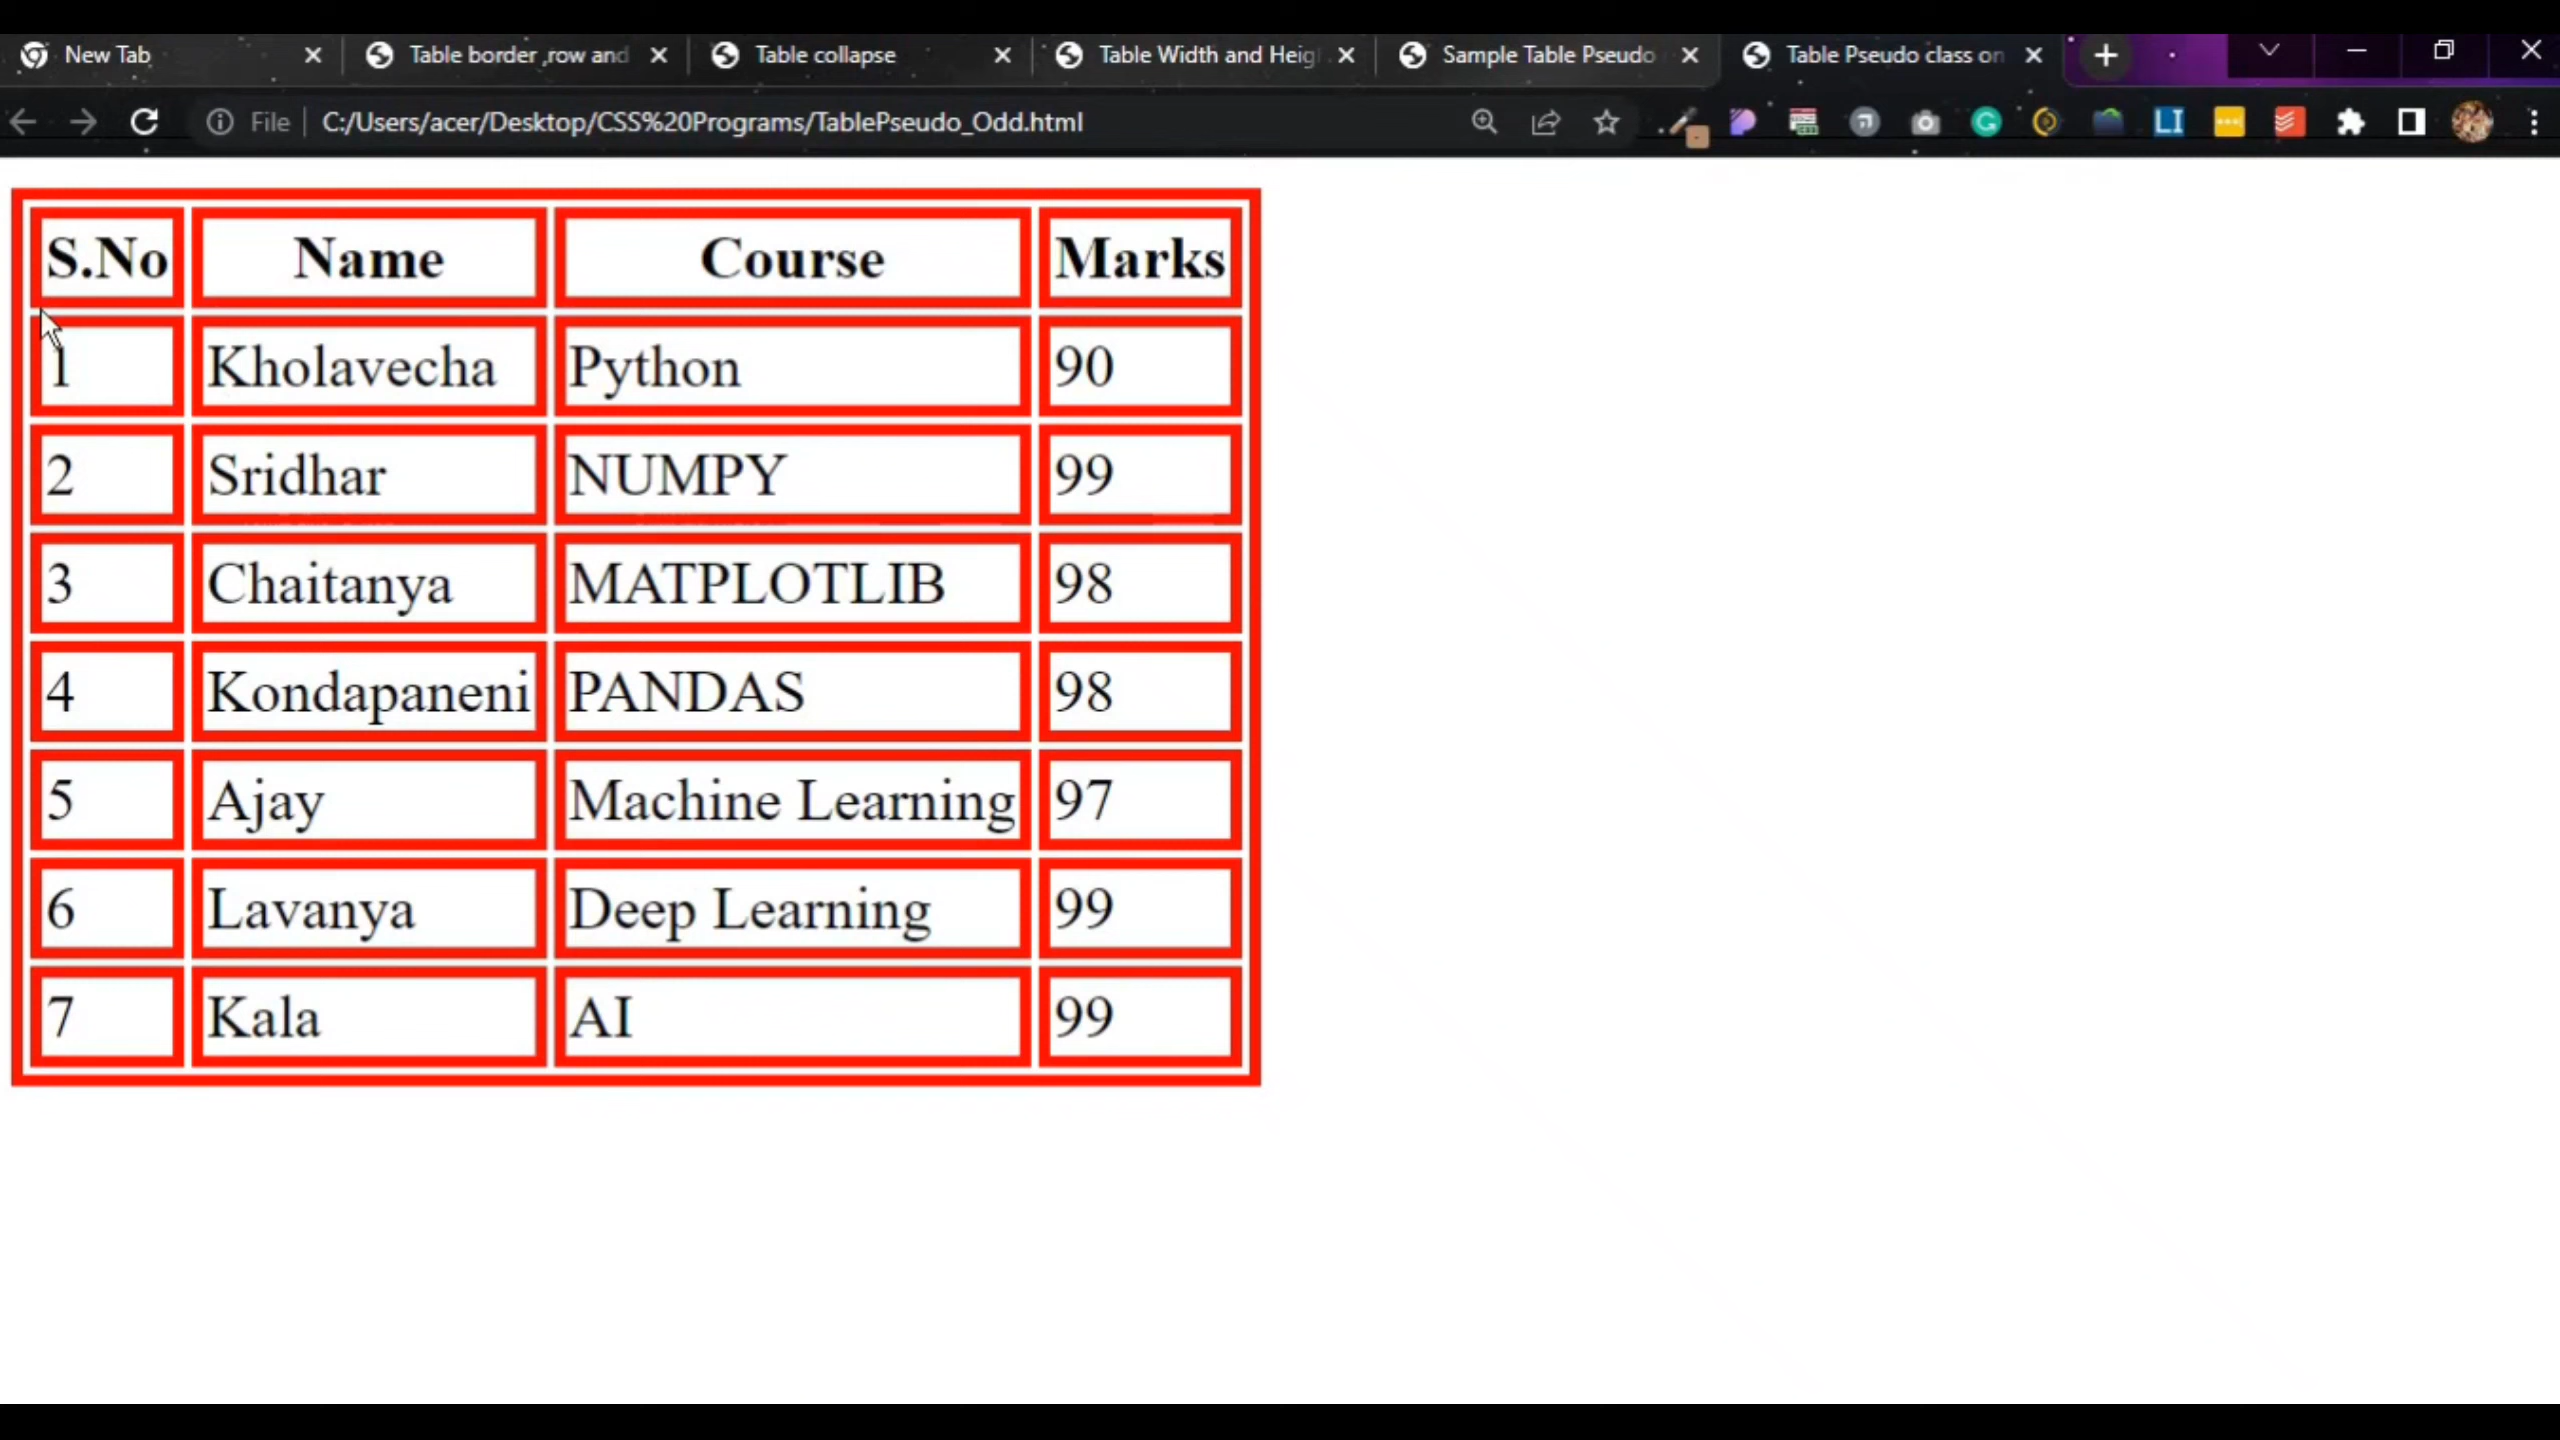 New Tab
Table border ,row and
Table collapse
Table Width and Heig
Sample Table Pseudo
Table Pseudo class on
File
C:/Users/acer/Desktop/CSS%20Programs/TablePseudo_Odd.html
LI
S.No Name Course Marks
1 Kholavecha Python 90
2 Sridhar NUMPY 99
3 Chaitanya MATPLOTLIB 98
4 Kondapaneni PANDAS 98
5 Ajay Machine Learning 97
6 Lavanya Deep Learning 99
7 Kala AI 99